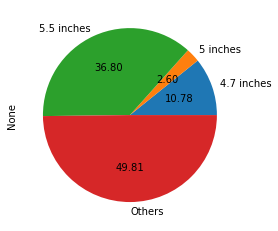 5.5 inches
5 inches
36.80
2.60
4.7 inches
10.78
None
49.81
Others